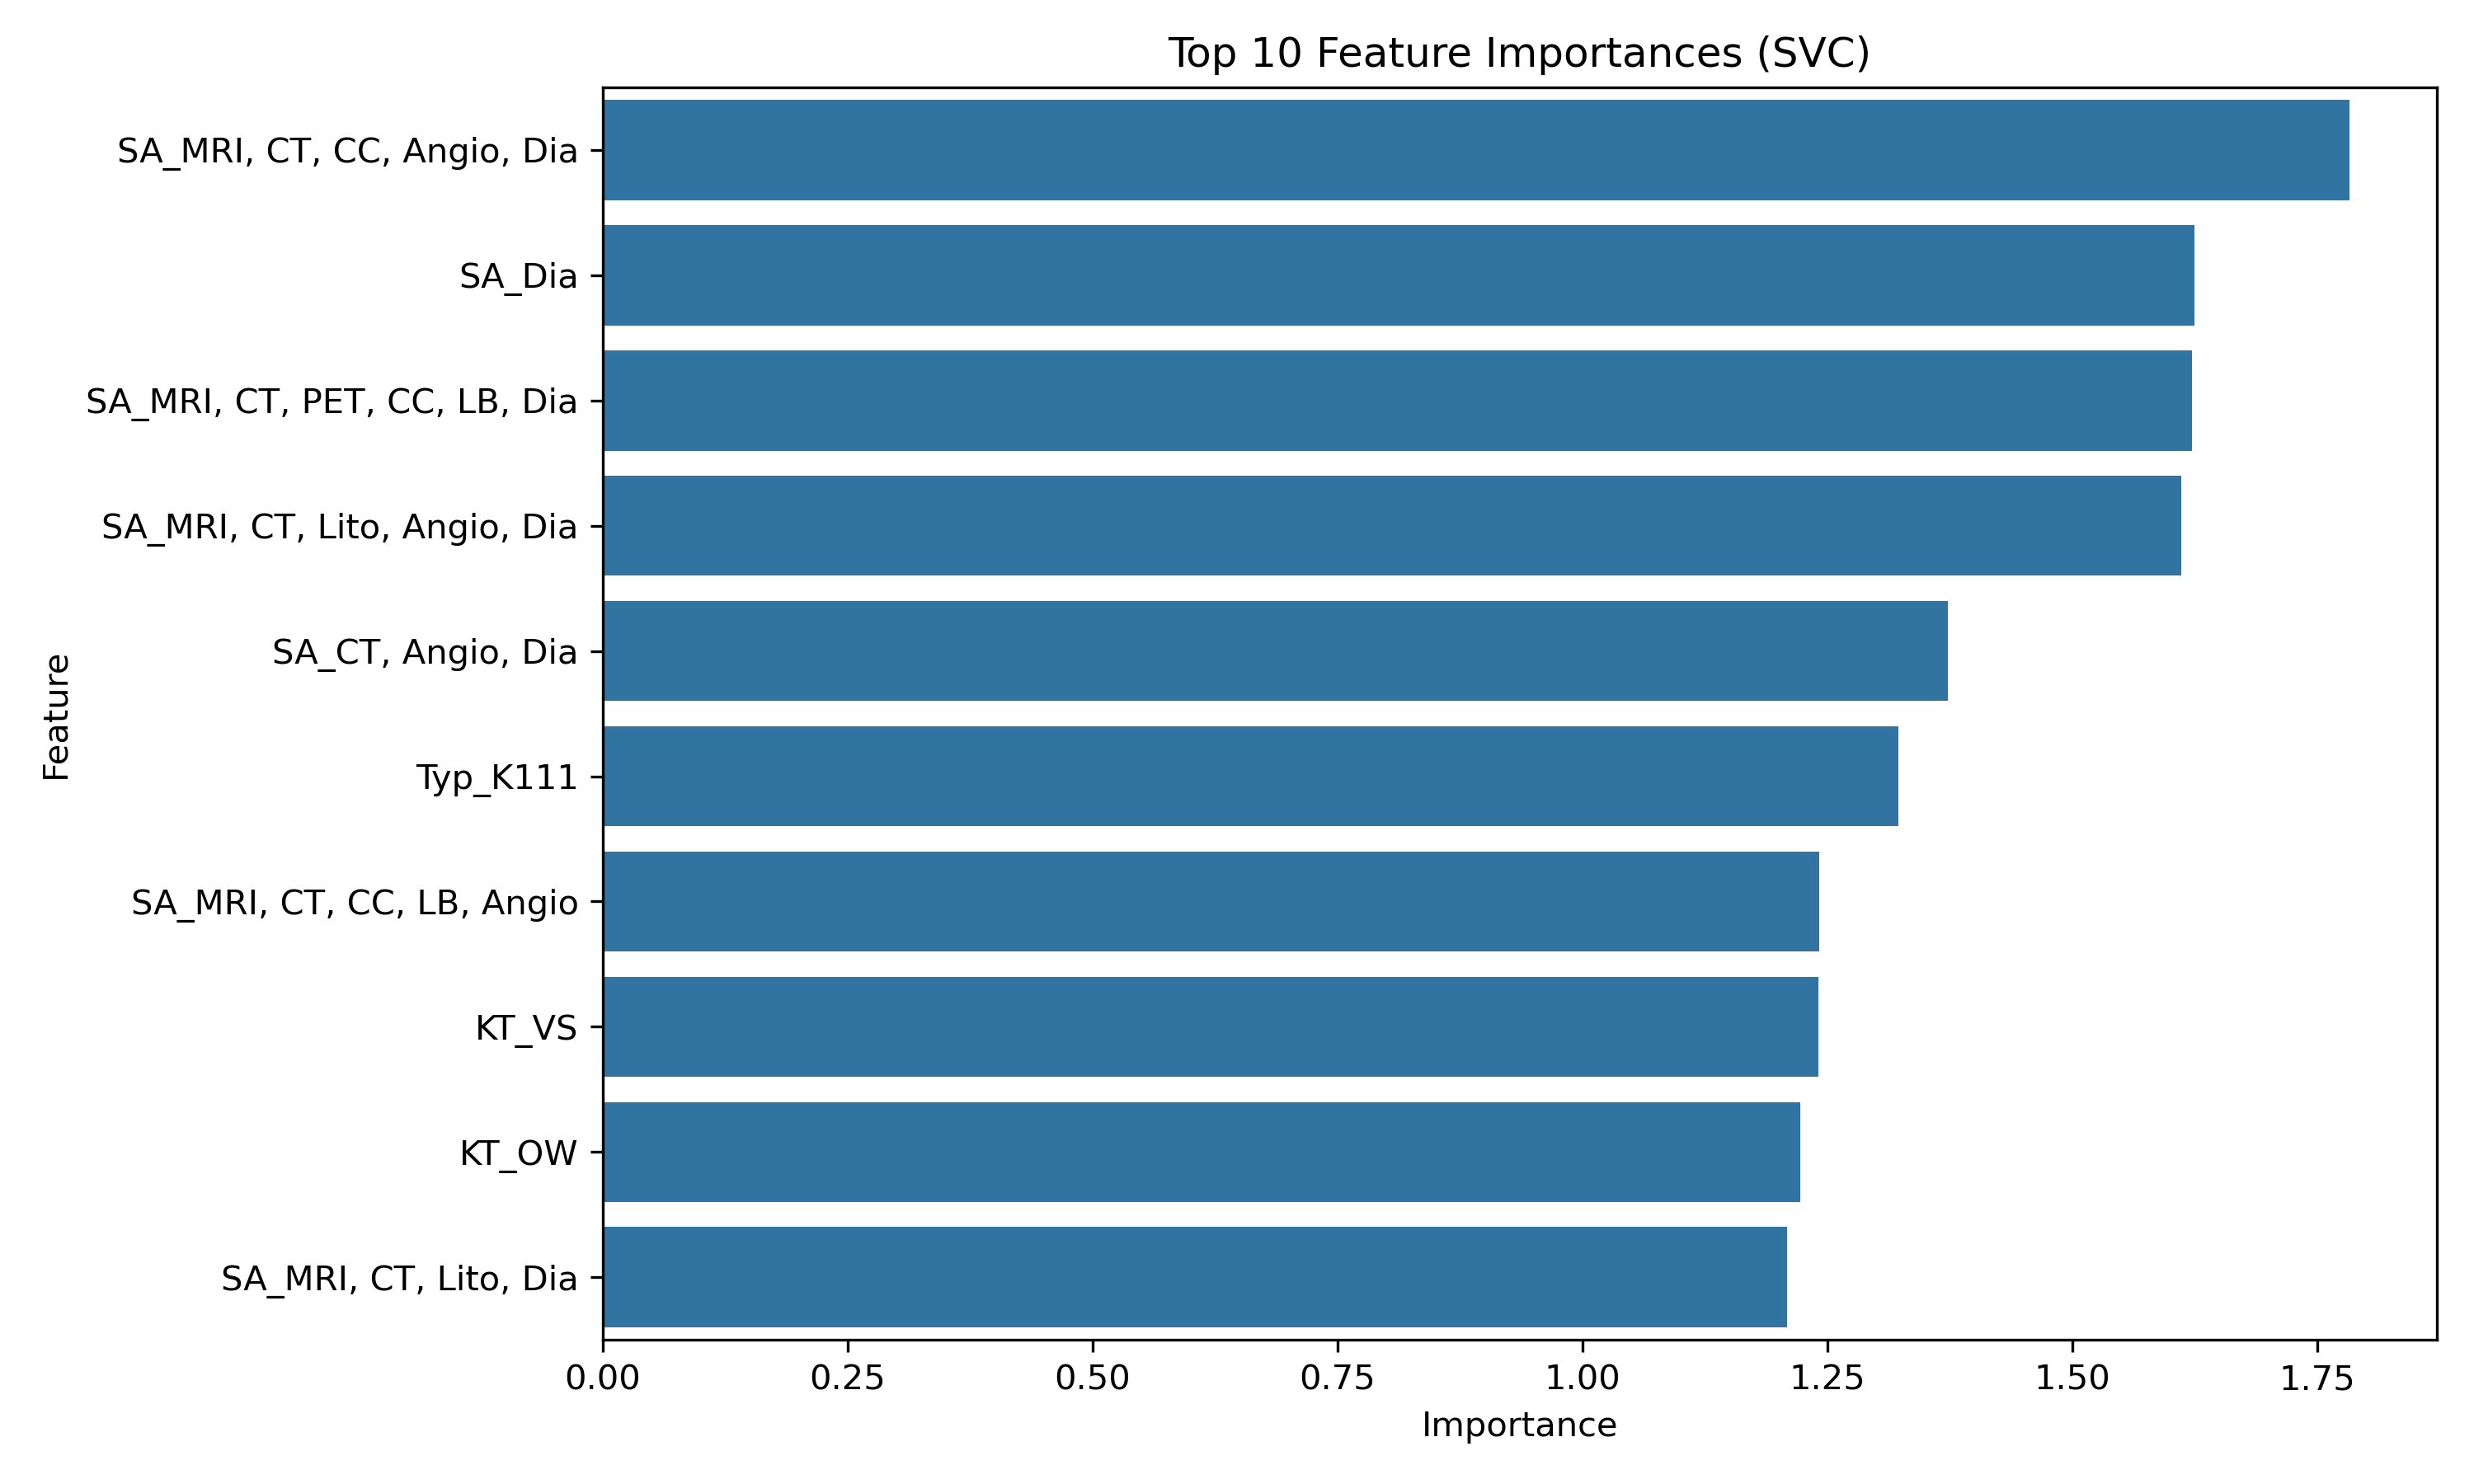 Top 10 Feature Importances (SVC)
SA_MRI, CT, CC, Angio, Dia
SA_Dia
SA_MRI, CT, PET, CC, LB, Dia
SA_MRI, CT, Lito, Angio, Dia
SA_CT, Angio, Dia
Typ_K111
SA_MRI, CT, CC, LB, Angio
KT_VS
KT_OW
SA_MRI, CT, Lito, Dia
Feature
0.00 0.25 0.50 0.75 1.00 1.25 1.50 1.75
Importance